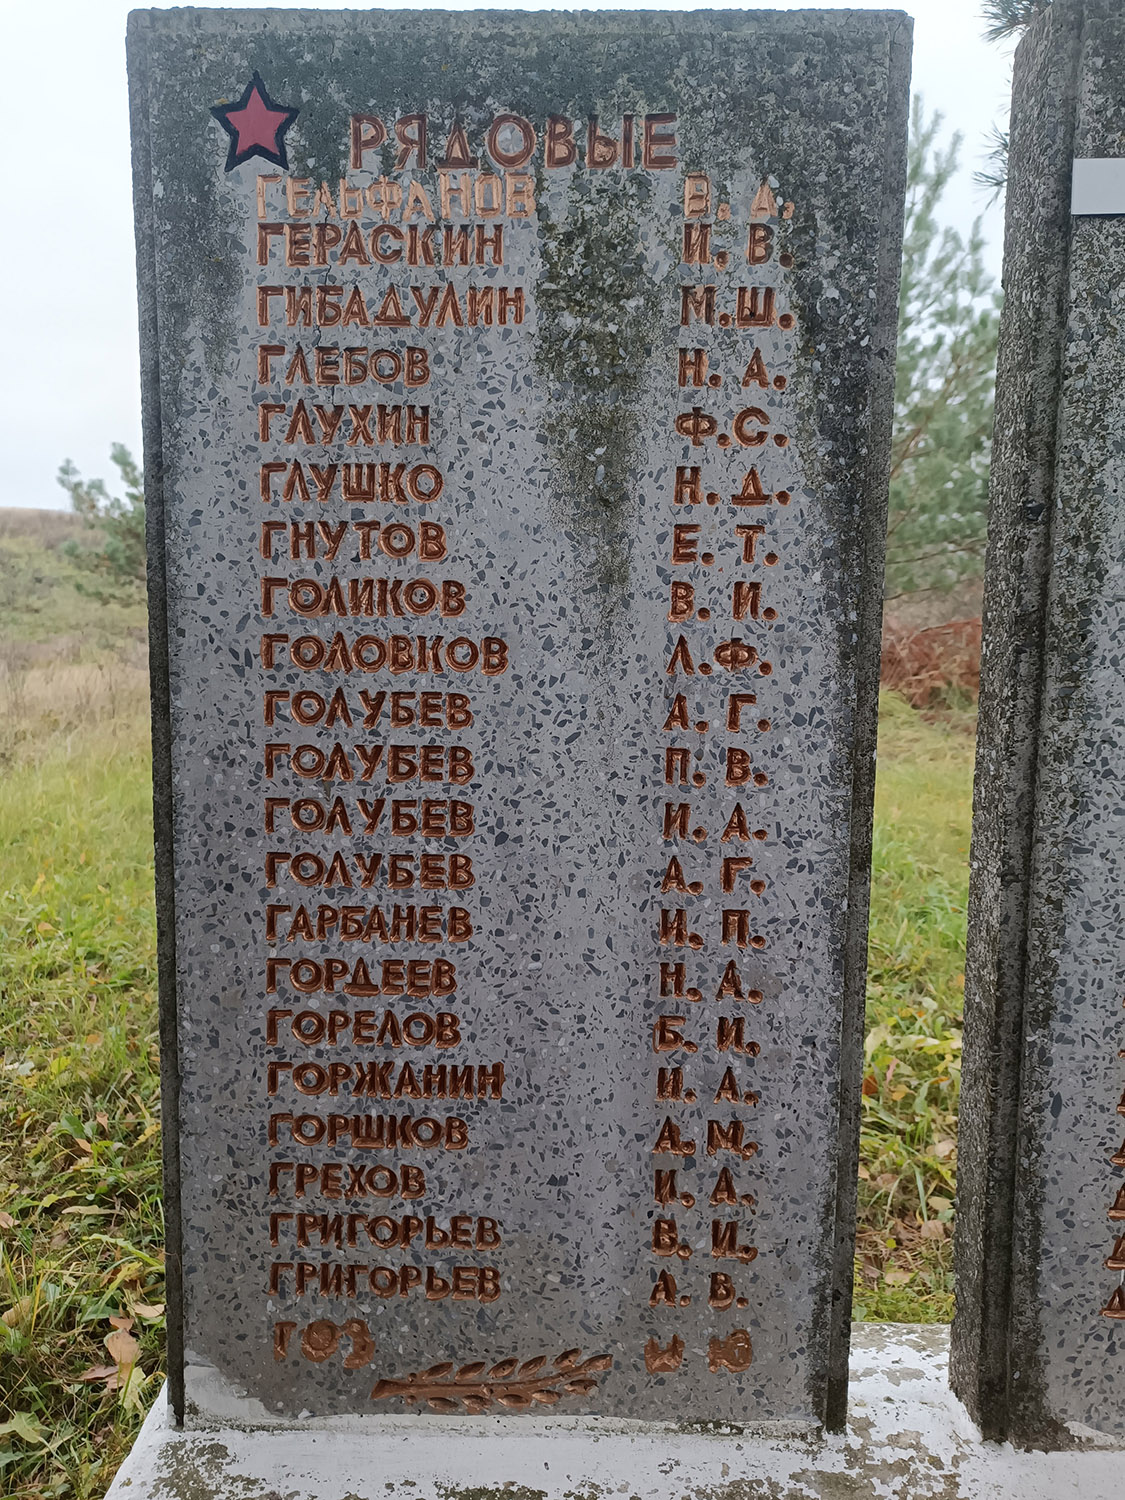 РЯДОВЫЕ
ГЕЛЬФАНОВ В. А.
ГЕРАСКИН И. В.
ГИБАДУЛИН М.Ш.
ГЛЕБОВ Н. А.
ГЛУХИН Ф.С.
ГЛУШКО Н. Д.
ГНУТОВ Е. Т.
ГОЛИКОВ В. И.
ГОЛОВКОВ Л.Ф.
ГОЛУБЕВ А. Г.
ГОЛУБЕВ П. В.
ГОЛУБЕВ И. А.
ГОЛУБЕВ А. Г.
ГАРБАНЕВ И. П.
ГОРДЕЕВ Н. А.
ГОРЕЛОВ Б. И.
ГОРЖАНИН И. А.
ГОРШКОВ А. М.
ГРЕХОВ И. А.
ГРИГОРЬЕВ В. И.
ГРИГОРЬЕВ А. В.
ГОЗ И Ю